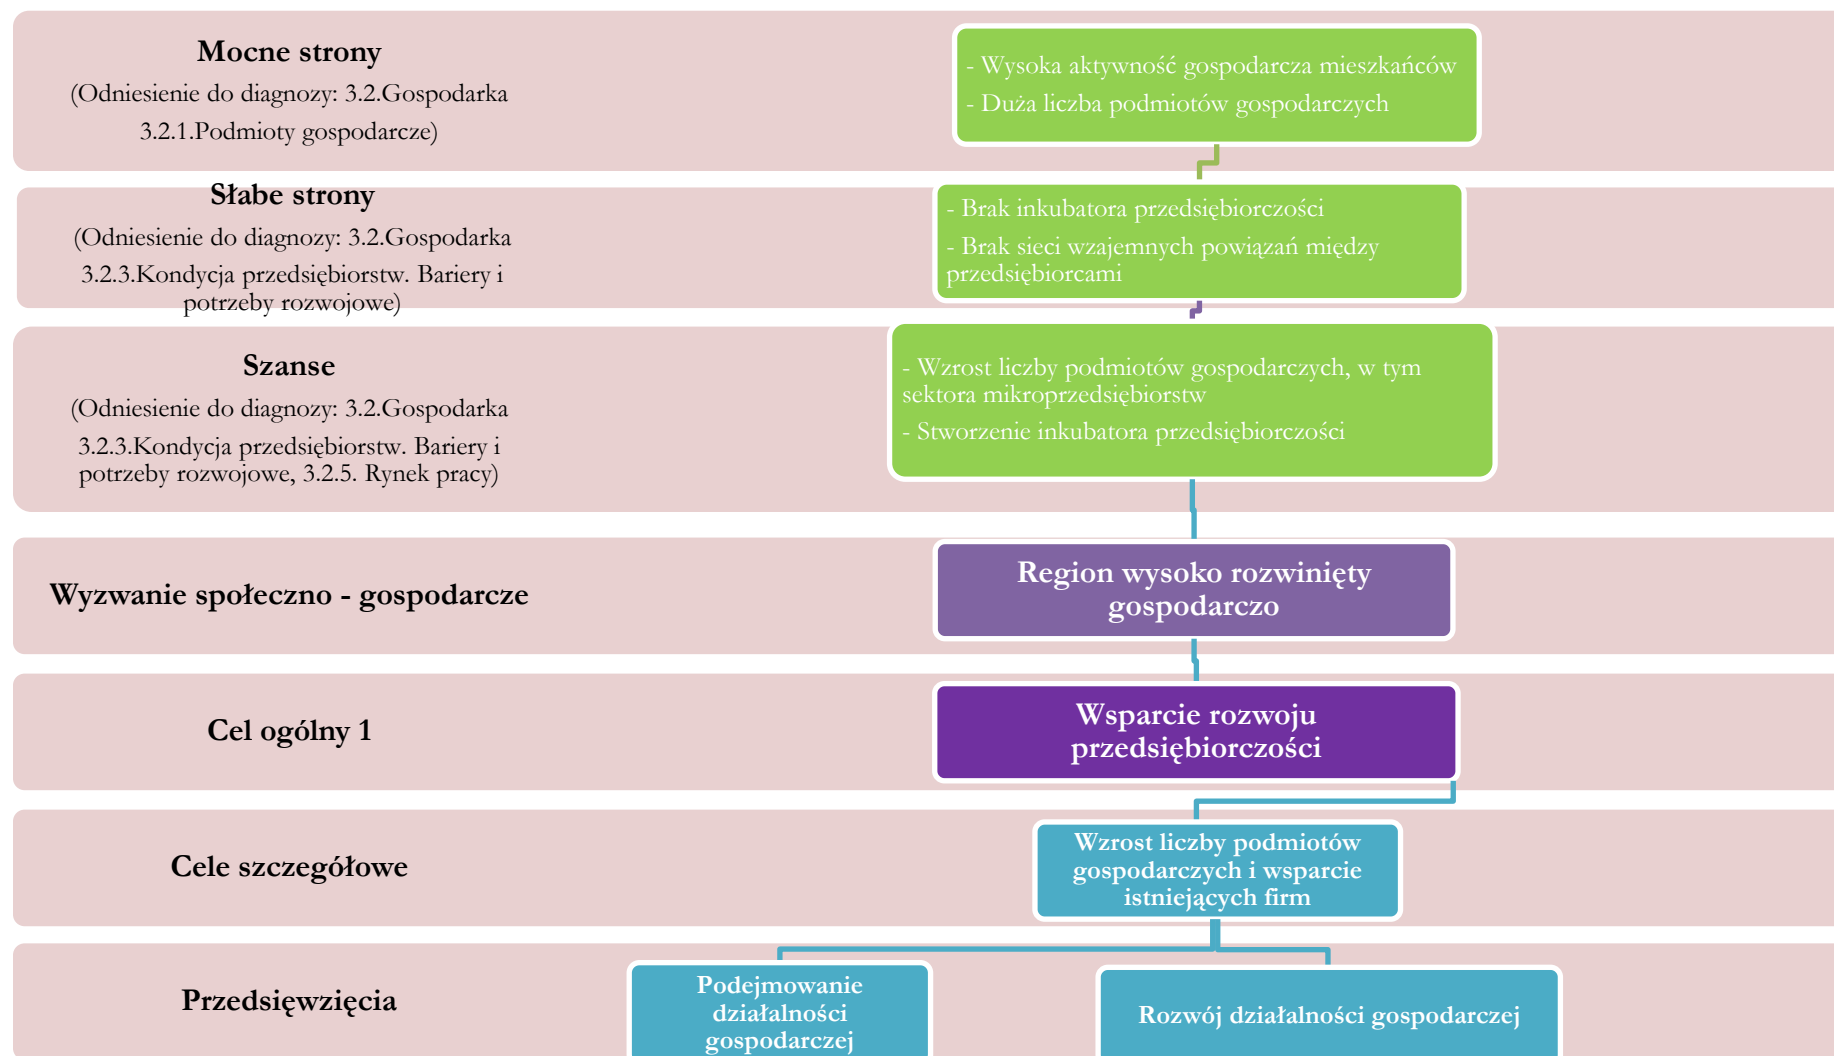 Mocne strony
(Odniesienie do diagnozy: 3.2.Gospodarka
3.2.1.Podmioty gospodarcze)
- Wysoka aktywność gospodarcza mieszkańców
- Duża liczba podmiotów gospodarczych
Słabe strony
(Odniesienie do diagnozy: 3.2.Gospodarka
3.2.3.Kondycja przedsiębiorstw. Bariery i
potrzeby rozwojowe)
- Brak inkubatora przedsiębiorczości
- Brak sieci wzajemnych powiązań między
przedsiębiorcami
Szanse
(Odniesienie do diagnozy: 3.2.Gospodarka
3.2.3.Kondycja przedsiębiorstw. Bariery i
potrzeby rozwojowe, 3.2.5. Rynek pracy)
- Wzrost liczby podmiotów gospodarczych, w tym
sektora mikroprzedsiębiorstw
- Stworzenie inkubatora przedsiębiorczości
Wyzwanie społeczno - gospodarcze
Region wysoko rozwinięty
gospodarczo
Cel ogólny 1
Wsparcie rozwoju
przedsiębiorczości
Cele szczegółowe
Wzrost liczby podmiotów
gospodarczych i wsparcie
istniejących firm
Przedsięwzięcia
Podejmowanie
działalności
gospodarczej
Rozwój działalności gospodarczej